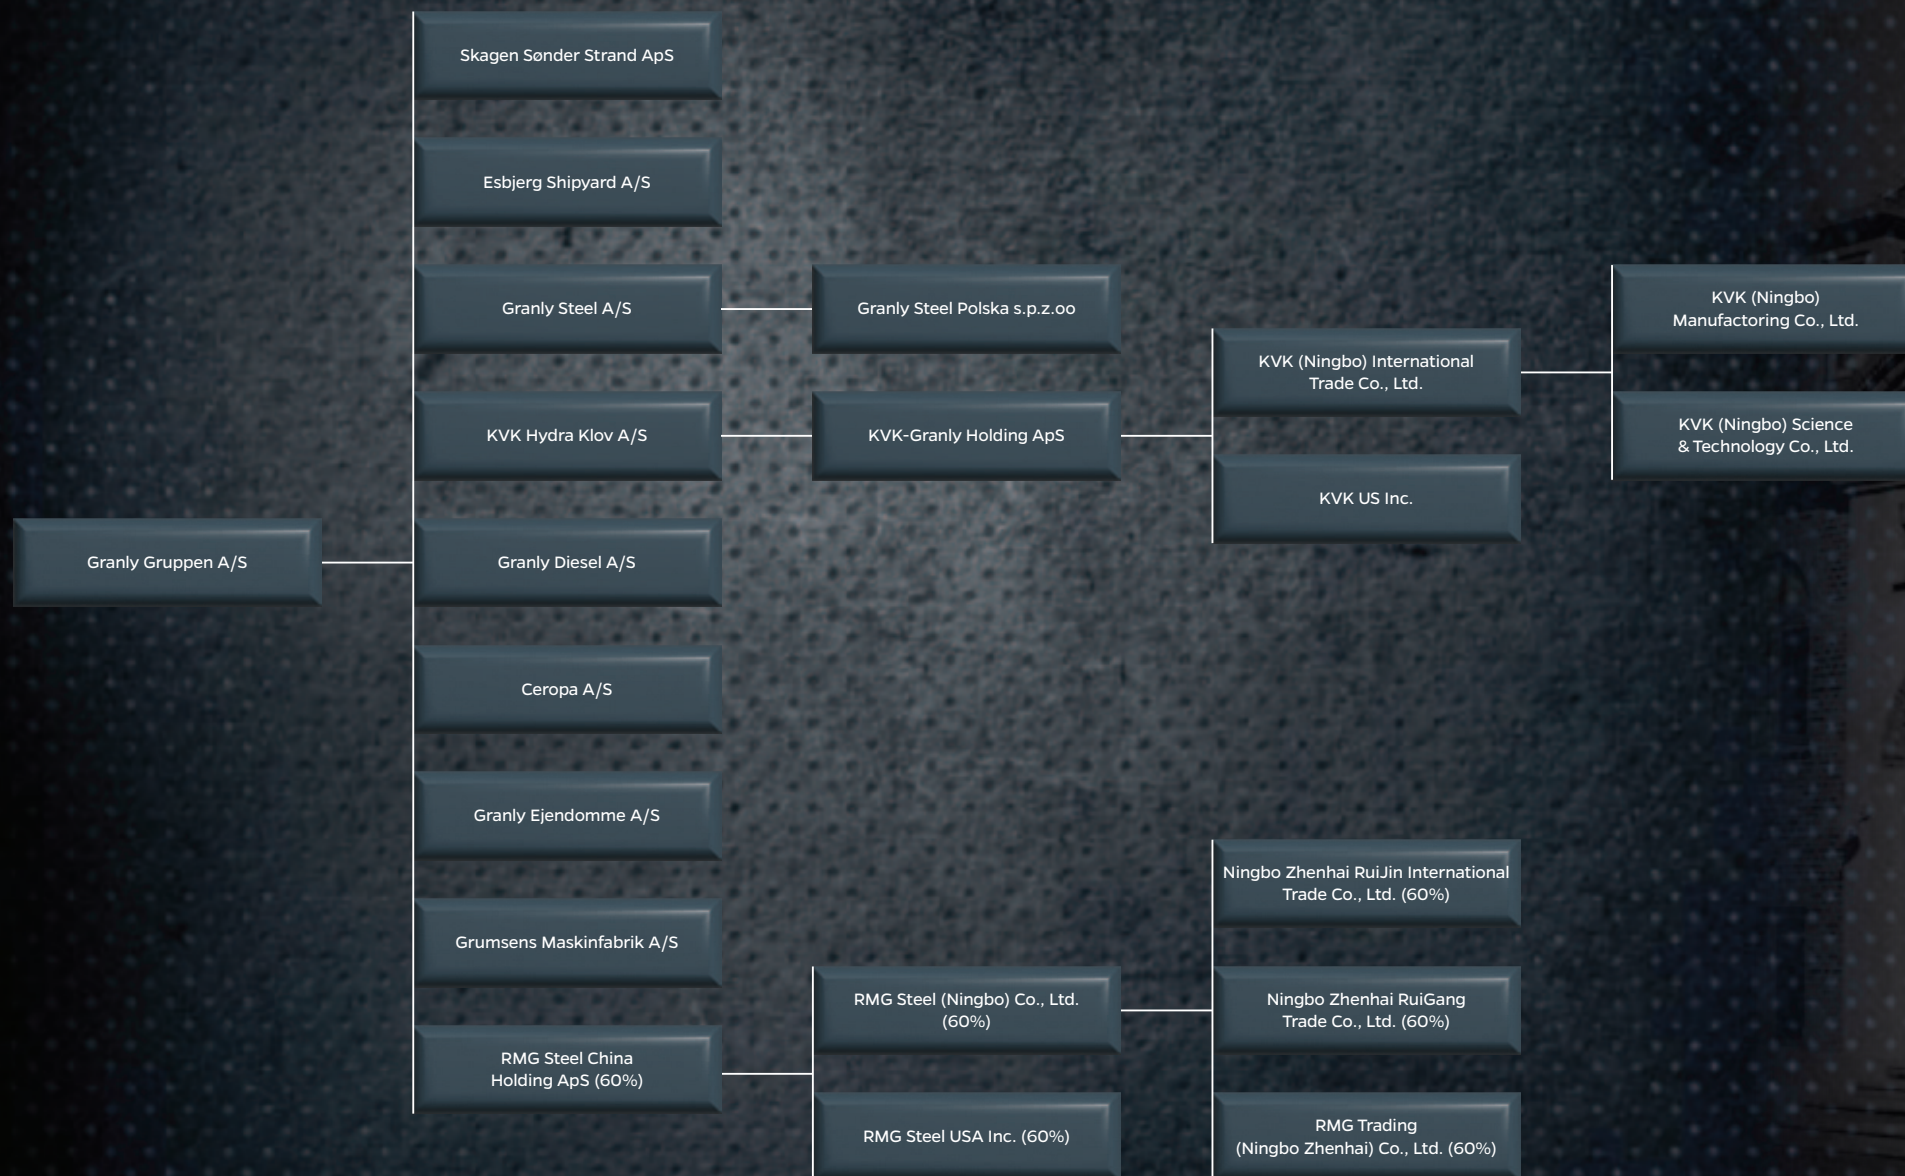 Skagen Sønder Strand ApS
Esbjerg Shipyard A/S
Granly Steel A/S
Granly Steel Polska s.p.z.oo
KVK (Ningbo)
Manufactoring Co., Ltd.
KVK (Ningbo) International
Trade Co., Ltd.
KVK Hydra Klov A/S
KVK-Granly Holding ApS
KVK (Ningbo) Science
& Technology Co., Ltd.
KVK US Inc.
Granly Gruppen A/S
Granly Diesel A/S
Ceropa A/S
Granly Ejendomme A/S
Ningbo Zhenhai RuiJin International
Trade Co., Ltd. (60%)
Grumsens Maskinfabrik A/S
RMG Steel (Ningbo) Co., Ltd.
(60%)
Ningbo Zhenhai RuiGang
Trade Co., Ltd. (60%)
RMG Steel China
Holding ApS (60%)
RMG Steel USA Inc. (60%)
RMG Trading
(Ningbo Zhenhai) Co., Ltd. (60%)